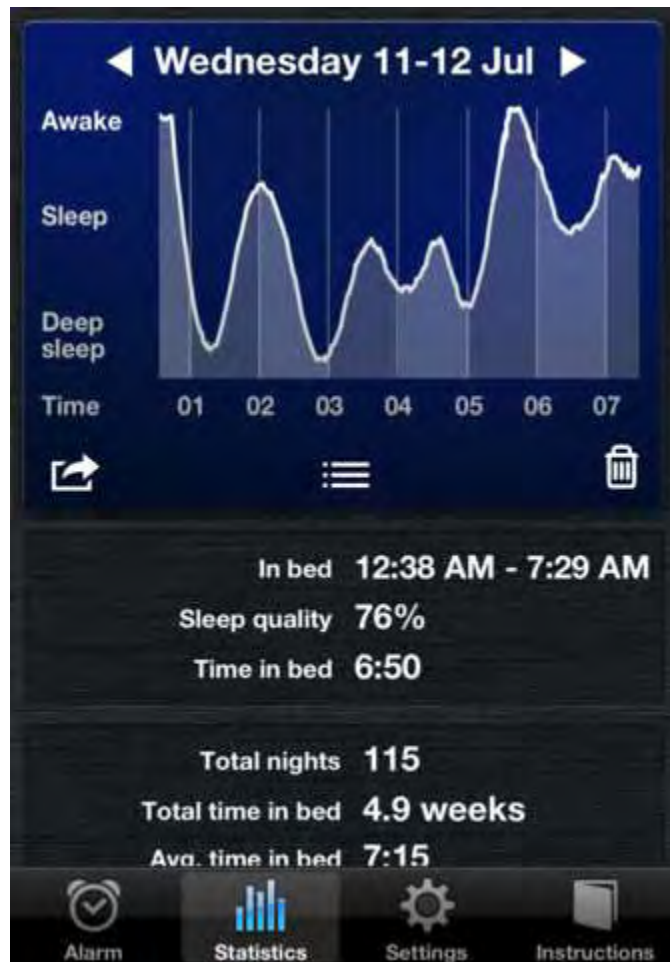 Wednesday 11-12 Jul
Awake
Sleep
Deep
sleep
Time 01 02 03 04 05 06 07
In bed 12:38 AM - 7:29 AM
Sleep quality 76%
Time in bed 6:50
Total nights 115
Total time in bed 4.9 weeks
Avg. time in bed 7:15
Alarm Statistics Settings Instructions